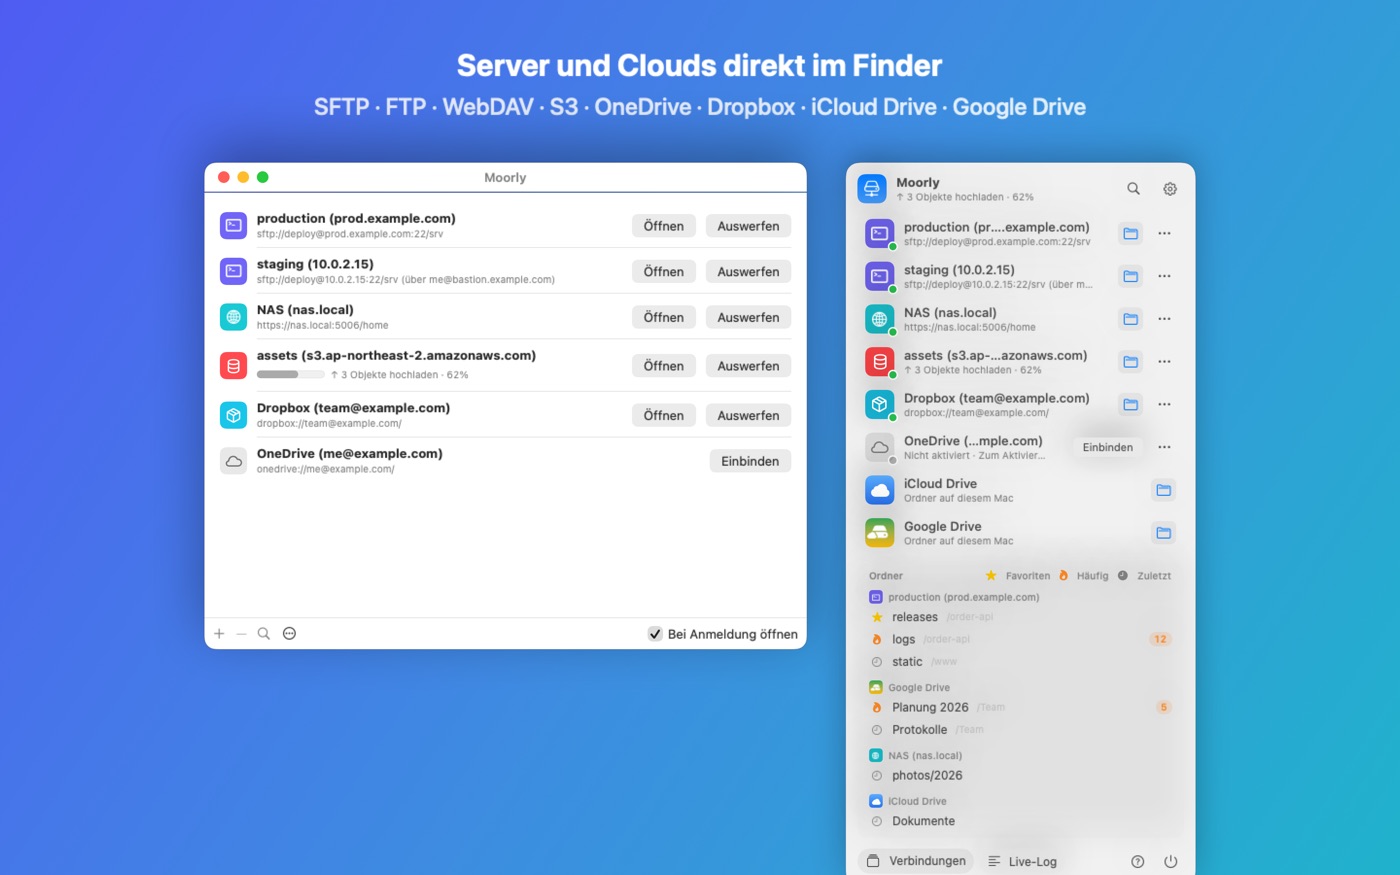 Server und Clouds direkt im Finder
SFTP · FTP · WebDAV · S3 · OneDrive · Dropbox · iCloud Drive · Google Drive
Moorly
production (prod.example.com)
sftp://deploy@prod.example.com:22/srv
Öffnen
Auswerfen
staging (10.0.2.15)
sftp://deploy@10.0.2.15:22/srv (über me@bastion.example.com)
Öffnen
Auswerfen
NAS (nas.local)
https://nas.local:5006/home
Öffnen
Auswerfen
assets (s3.ap-northeast-2.amazonaws.com)
↑ 3 Objekte hochladen · 62%
Öffnen
Auswerfen
Dropbox (team@example.com)
dropbox://team@example.com/
Öffnen
Auswerfen
OneDrive (me@example.com)
onedrive://me@example.com/
Einbinden
Bei Anmeldung öffnen
Moorly
↑ 3 Objekte hochladen · 62%
production (pr....example.com)
sftp://deploy@prod.example.com:22/srv
staging (10.0.2.15)
sftp://deploy@10.0.2.15:22/srv (über m...
NAS (nas.local)
https://nas.local:5006/home
assets (s3.ap-...azonaws.com)
↑ 3 Objekte hochladen · 62%
Dropbox (team@example.com)
dropbox://team@example.com/
OneDrive (...mple.com)
Nicht aktiviert · Zum Aktivier...
Einbinden
iCloud Drive
Ordner auf diesem Mac
Google Drive
Ordner auf diesem Mac
Ordner
Favoriten
Häufig
Zuletzt
production (prod.example.com)
releases /order-api
logs /order-api
12
static /www
Google Drive
Planung 2026 /Team
5
Protokolle /Team
NAS (nas.local)
photos/2026
iCloud Drive
Dokumente
Verbindungen
Live-Log